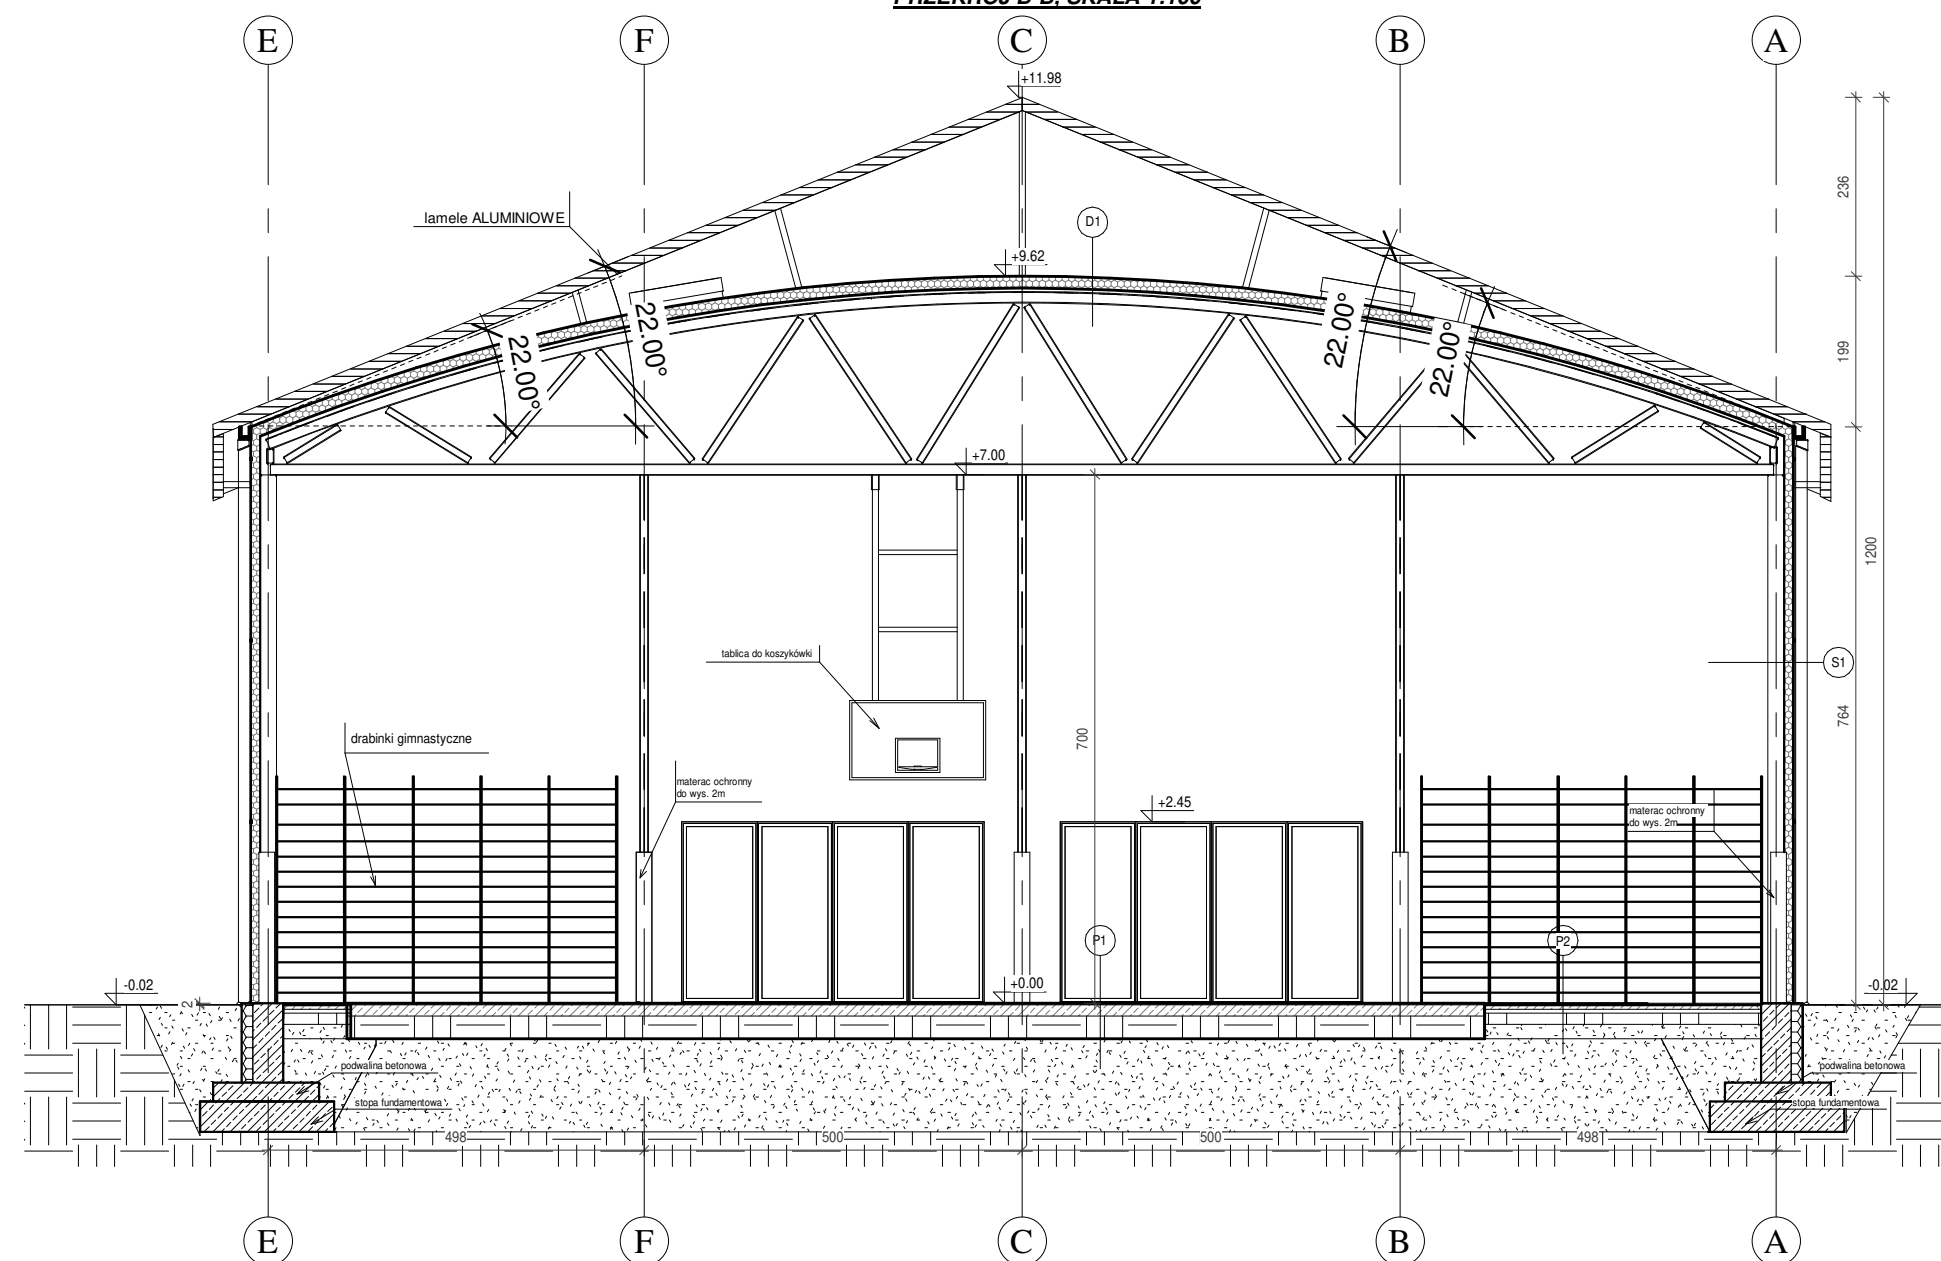 PRZEKRÓJ D-D, SKALA 1:100
E
F
C
B
A
+11.98
236
lamele ALUMINIOWE
D1
+9.62
22.00°
22.00°
22.00°
22.00°
199
+7.00
1200
tablica do koszykówki
S1
764
700
drabinki gimnastyczne
materac ochronny
do wys. 2m
+2.45
materac ochronny
do wys. 2m
P1
P2
-0.02
2
+0.00
-0.02
podwalina betonowa
stopa fundamentowa
podwalina betonowa
stopa fundamentowa
498
500
500
498
E
F
C
B
A